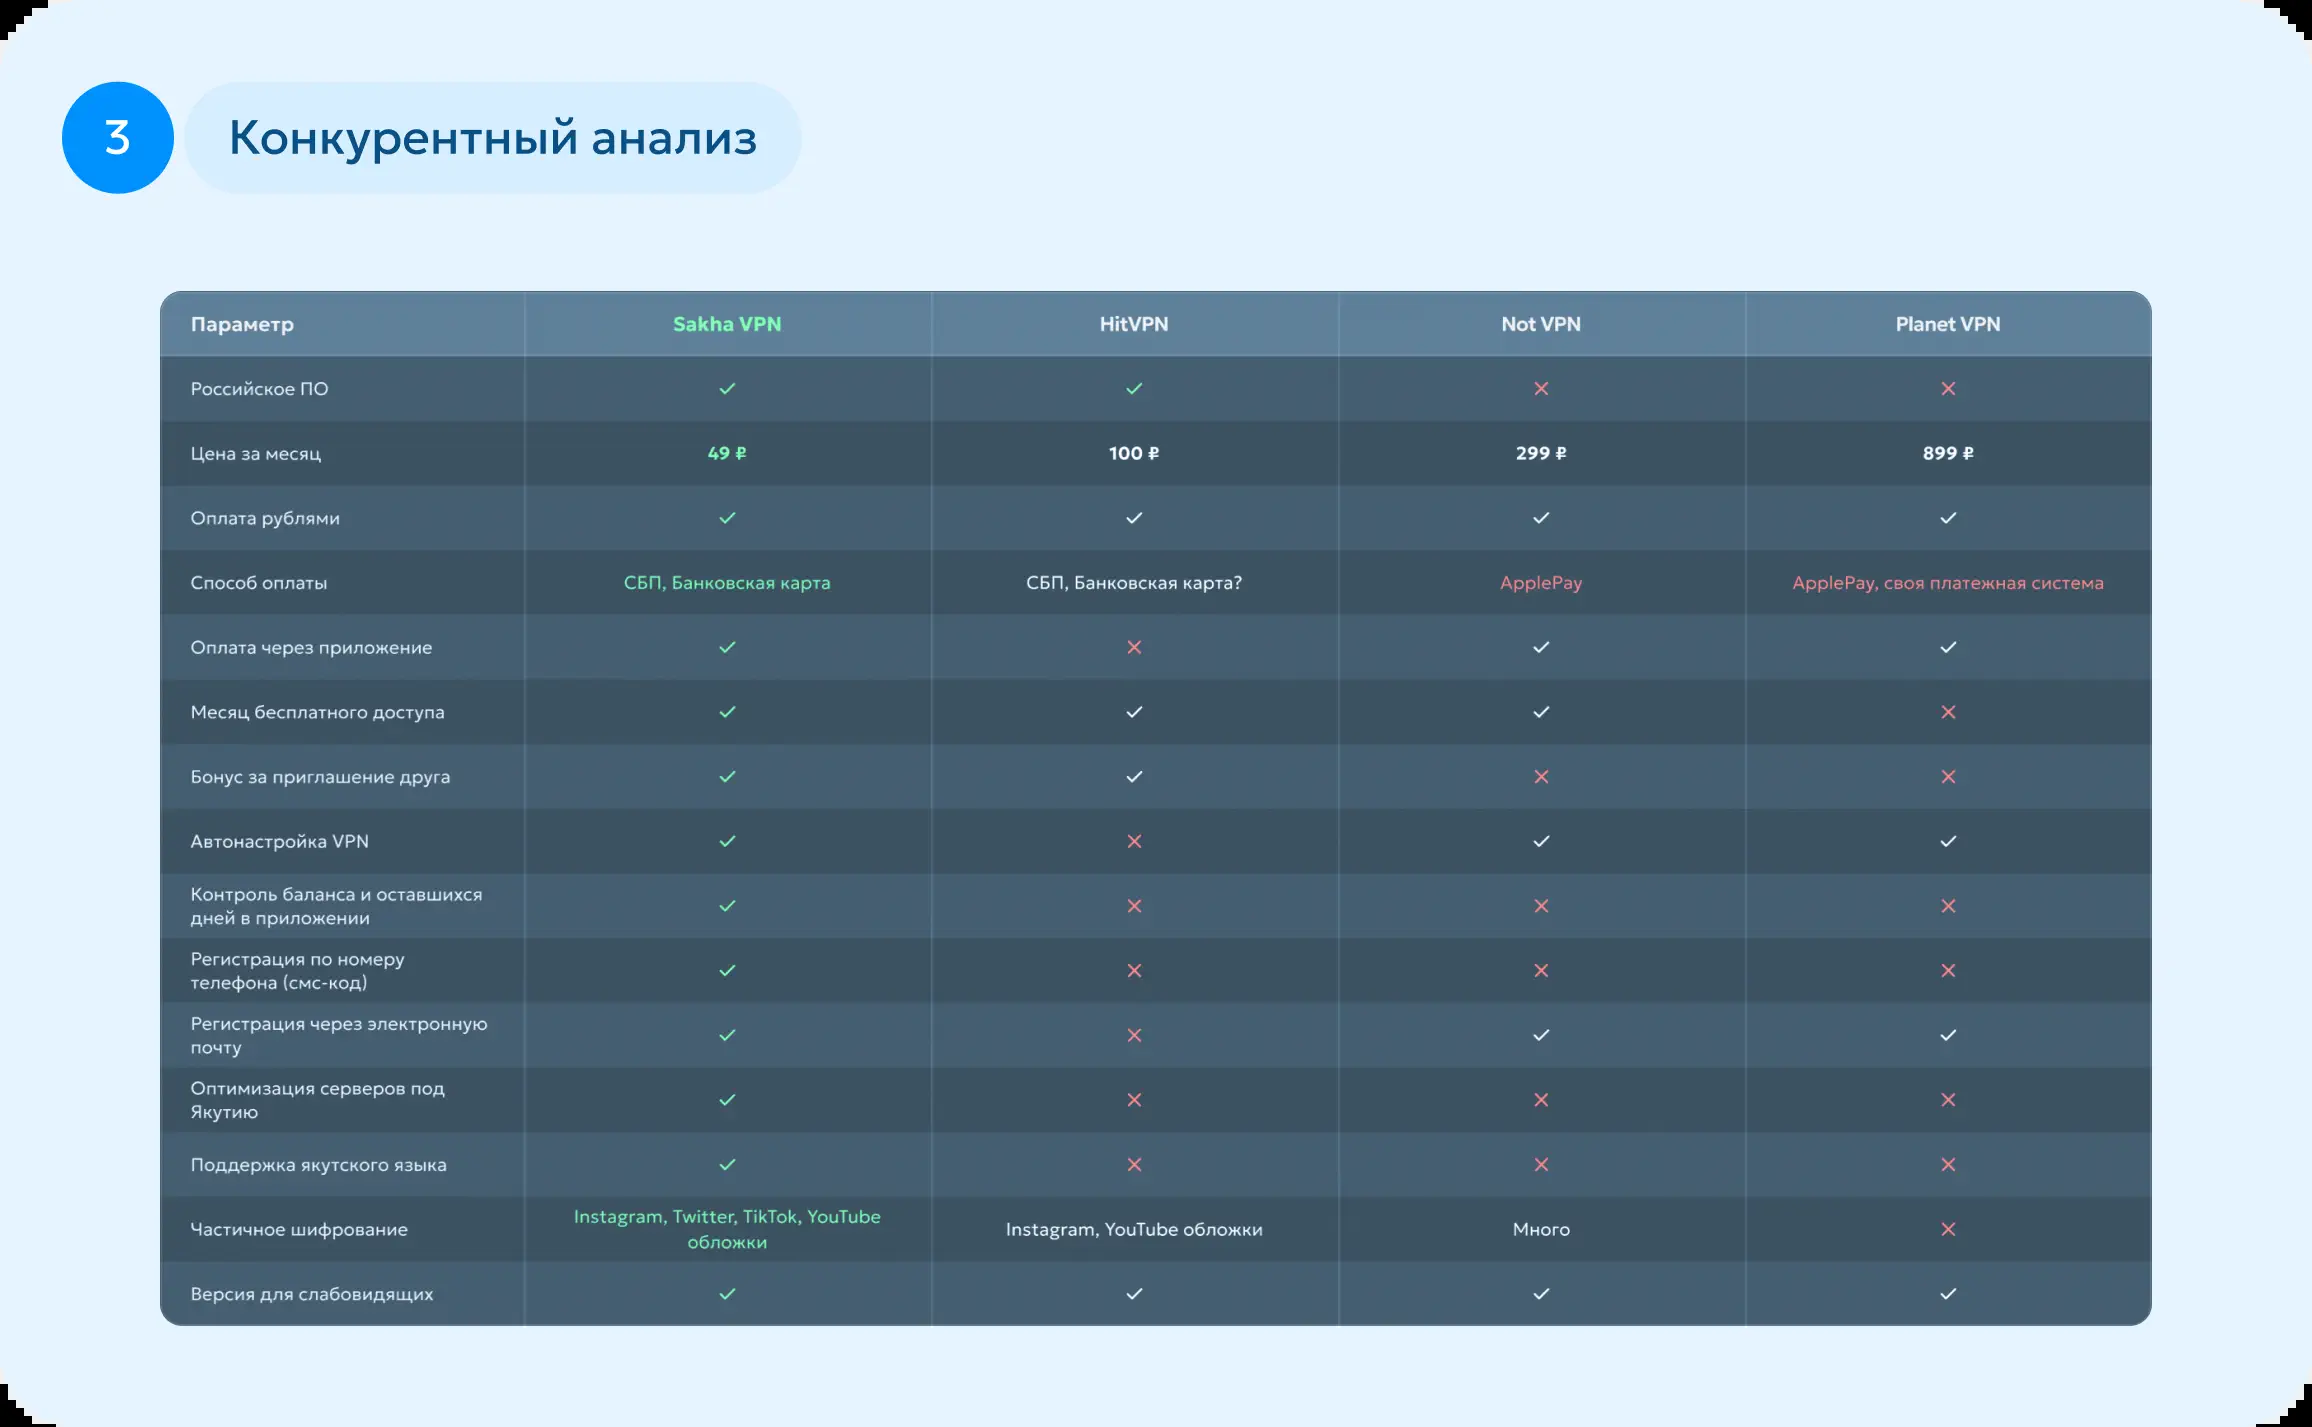 3
Конкурентный анализ
Параметр Sakha VPN HitVPN Not VPN Planet VPN
Российское ПО ✓ ✓ ✕ ✕
Цена за месяц 49 ₽ 100 ₽ 299 ₽ 899 ₽
Оплата рублями ✓ ✓ ✓ ✓
Способ оплаты СБП, Банковская карта СБП, Банковская карта? ApplePay ApplePay, своя платежная система
Оплата через приложение ✓ ✕ ✓ ✓
Месяц бесплатного доступа ✓ ✓ ✓ ✕
Бонус за приглашение друга ✓ ✓ ✕ ✕
Автонастройка VPN ✓ ✕ ✓ ✓
Контроль баланса и оставшихся
дней в приложении ✓ ✕ ✕ ✕
Регистрация по номеру
телефона (смс-код) ✓ ✕ ✕ ✕
Регистрация через электронную
почту ✓ ✕ ✓ ✓
Оптимизация серверов под
Якутию ✓ ✕ ✕ ✕
Поддержка якутского языка ✓ ✕ ✕ ✕
Частичное шифрование Instagram, Twitter, TikTok, YouTube
обложки Instagram, YouTube обложки Много ✕
Версия для слабовидящих ✓ ✓ ✓ ✓